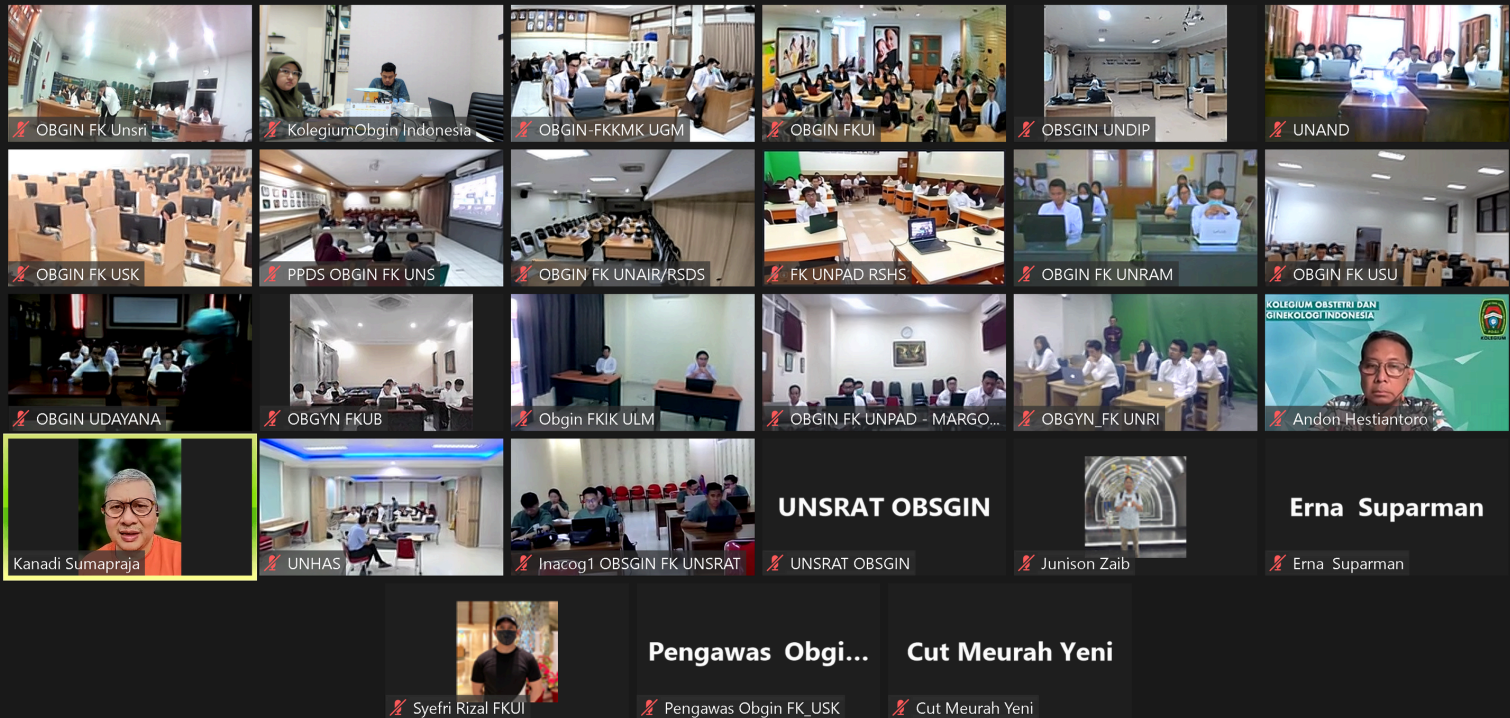 OBGIN FK Unsri
KolegiumObgin Indonesia
OBGIN-FKKMK UGM
OBGIN FKUI
OBSGIN UNDIP
UNAND
OBGIN FK USK
PPDS OBGIN FK UNS
OBGIN FK UNAIR/RSDS
FK UNPAD RSHS
OBGIN FK UNRAM
OBGIN FK USU
OBGIN UDAYANA
OBGYN FKUB
Obgin FKIK ULM
OBGIN FK UNPAD - MARGO...
OBGYN_FK UNRI
KOLEGIUM OBSTETRI DAN
GINEKOLOGI INDONESIA
KOLEGIUM
Andon Hestiantoro
Kanadi Sumapraja
UNHAS
Inacog1 OBSGIN FK UNSRAT
UNSRAT OBSGIN
UNSRAT OBSGIN
Junison Zaib
Erna Suparman
Erna Suparman
Syefri Rizal FKUI
Pengawas Obgi...
Pengawas Obgin FK_USK
Cut Meurah Yeni
Cut Meurah Yeni